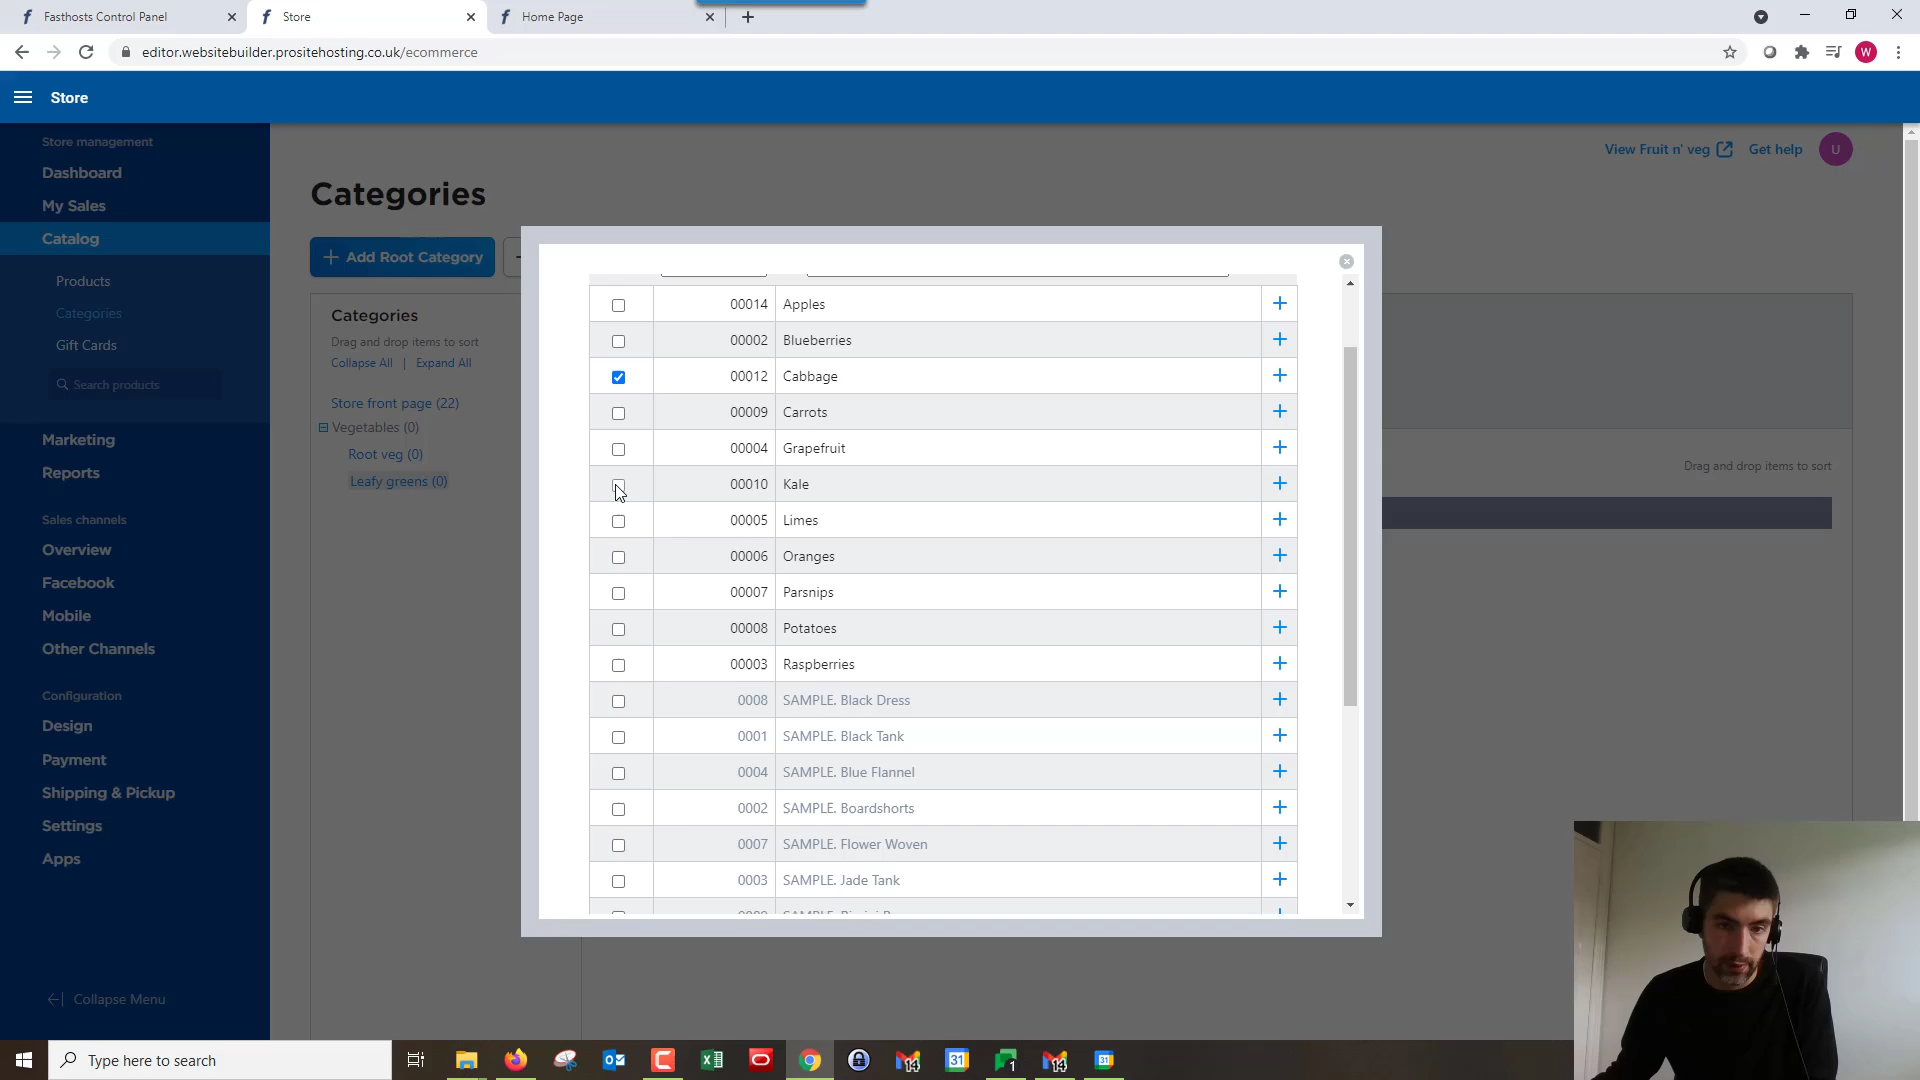 Fasthosts Control Panel
Store
Home Page
editor.websitebuilder.prositehosting.co.uk/ecommerce
W
Store
Store management
Dashboard
My Sales
Catalog
Products
Categories
Gift Cards
Search products
Marketing
Reports
Sales channels
Overview
Facebook
Mobile
Other Channels
Configuration
Design
Payment
Shipping & Pickup
Settings
Apps
Collapse Menu
View Fruit n' veg
Get help
U
Categories
Add Root Category
Categories
Drag and drop items to sort
Collapse All | Expand All
Store front page (22)
Vegetables (0)
Root veg (0)
Leafy greens (0)
Drag and drop items to sort
00014 Apples
00002 Blueberries
00012 Cabbage
00009 Carrots
00004 Grapefruit
00010 Kale
00005 Limes
00006 Oranges
00007 Parsnips
00008 Potatoes
00003 Raspberries
0008 SAMPLE. Black Dress
0001 SAMPLE. Black Tank
0004 SAMPLE. Blue Flannel
0002 SAMPLE. Boardshorts
0007 SAMPLE. Flower Woven
0003 SAMPLE. Jade Tank
Type here to search
14
31
1
14
31